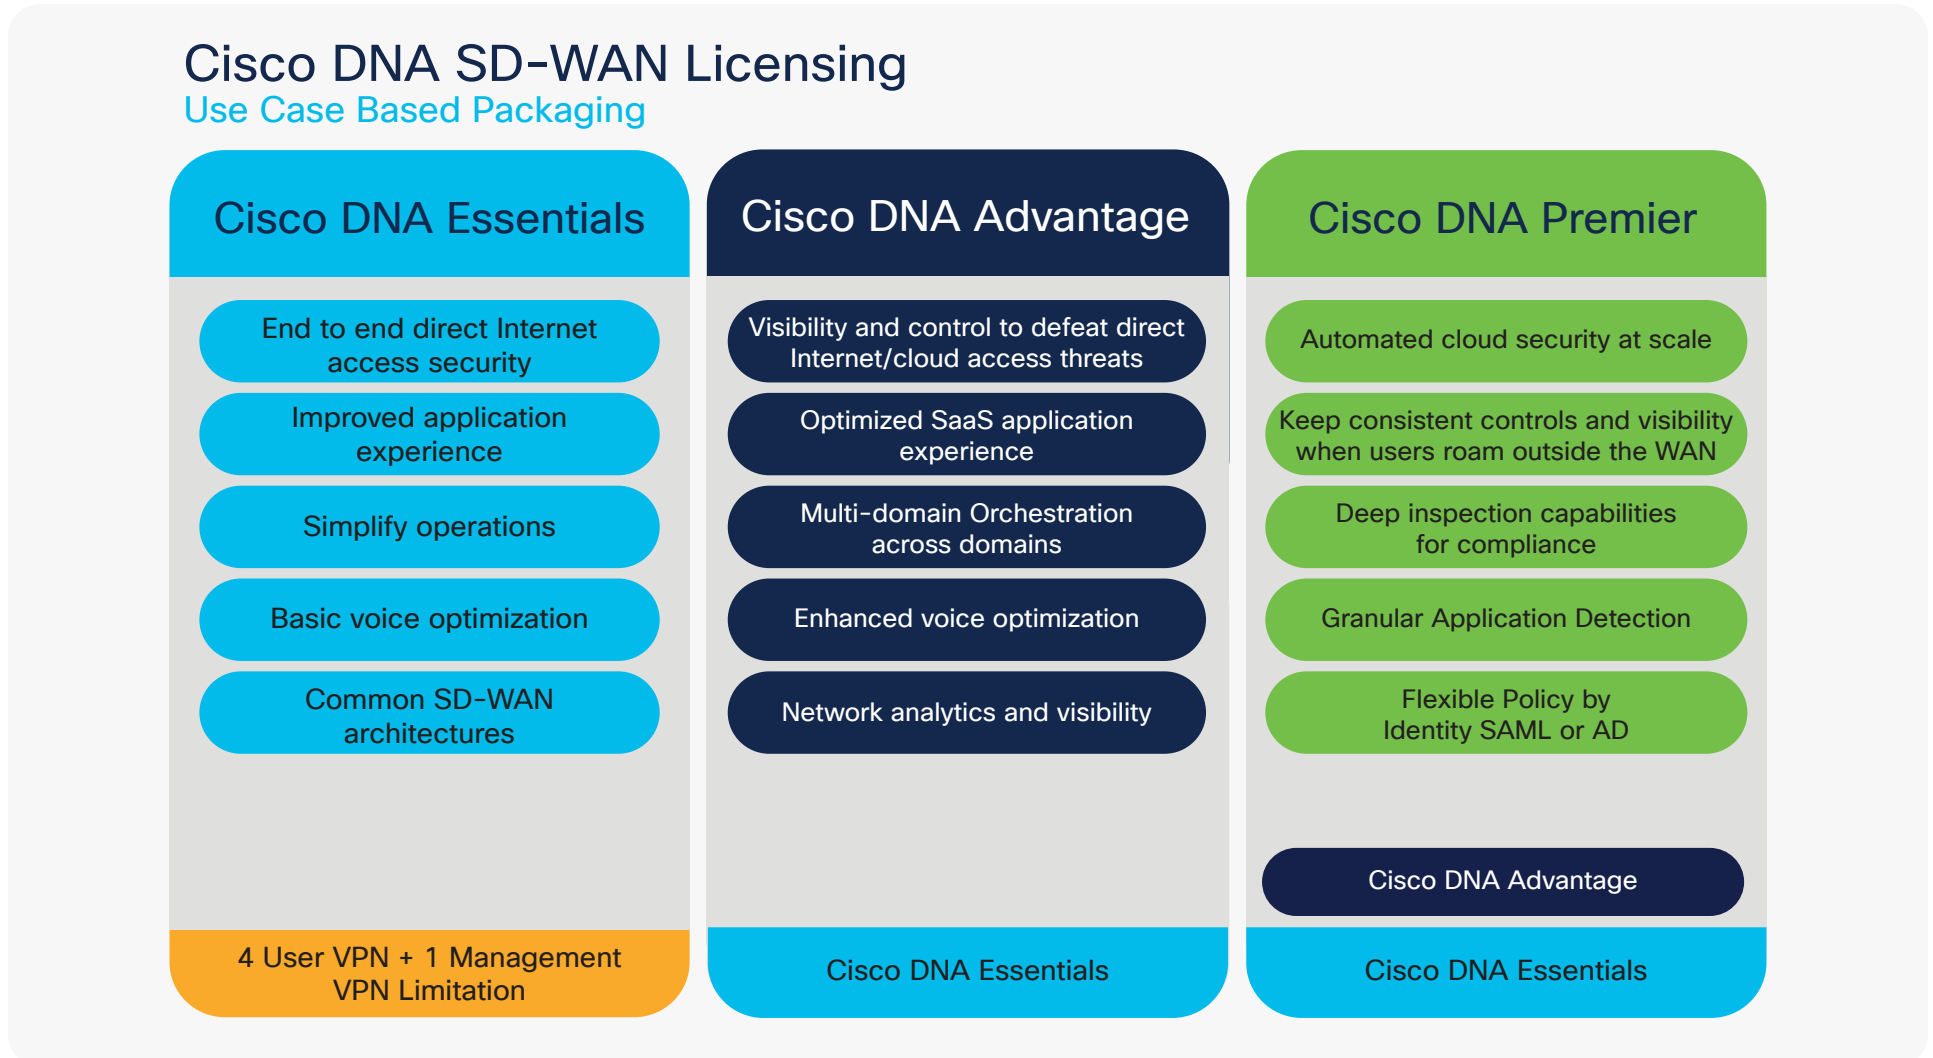 Cisco DNA SD-WAN Licensing
Use Case Based Packaging
Cisco DNA Essentials
End to end direct Internet
access security
Improved application
experience
Simplify operations
Basic voice optimization
Common SD-WAN
architectures
4 User VPN + 1 Management
VPN Limitation
Cisco DNA Advantage
Visibility and control to defeat direct
Internet/cloud access threats
Optimized SaaS application
experience
Multi-domain Orchestration
across domains
Enhanced voice optimization
Network analytics and visibility
Cisco DNA Essentials
Cisco DNA Premier
Automated cloud security at scale
Keep consistent controls and visibility
when users roam outside the WAN
Deep inspection capabilities
for compliance
Granular Application Detection
Flexible Policy by
Identity SAML or AD
Cisco DNA Advantage
Cisco DNA Essentials